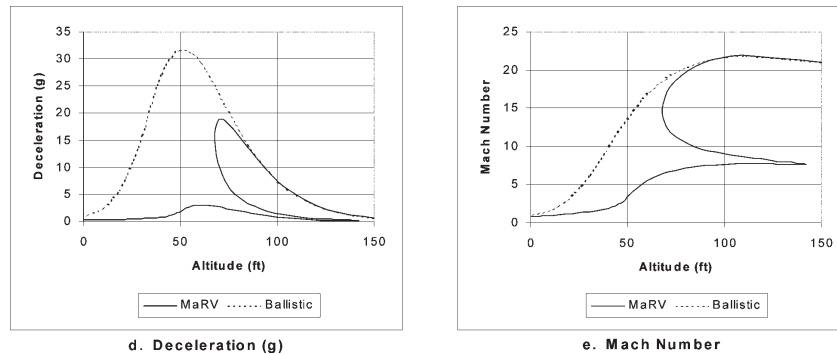 35
30
25
20
15
10
5
0
Deceleration (g)
0 50 100 150
Altitude (ft)
MaRV Ballistic
d. Deceleration (g)
25
20
15
10
5
0
Mach Number
0 50 100 150
Altitude (ft)
MaRV Ballistic
e. Mach Number